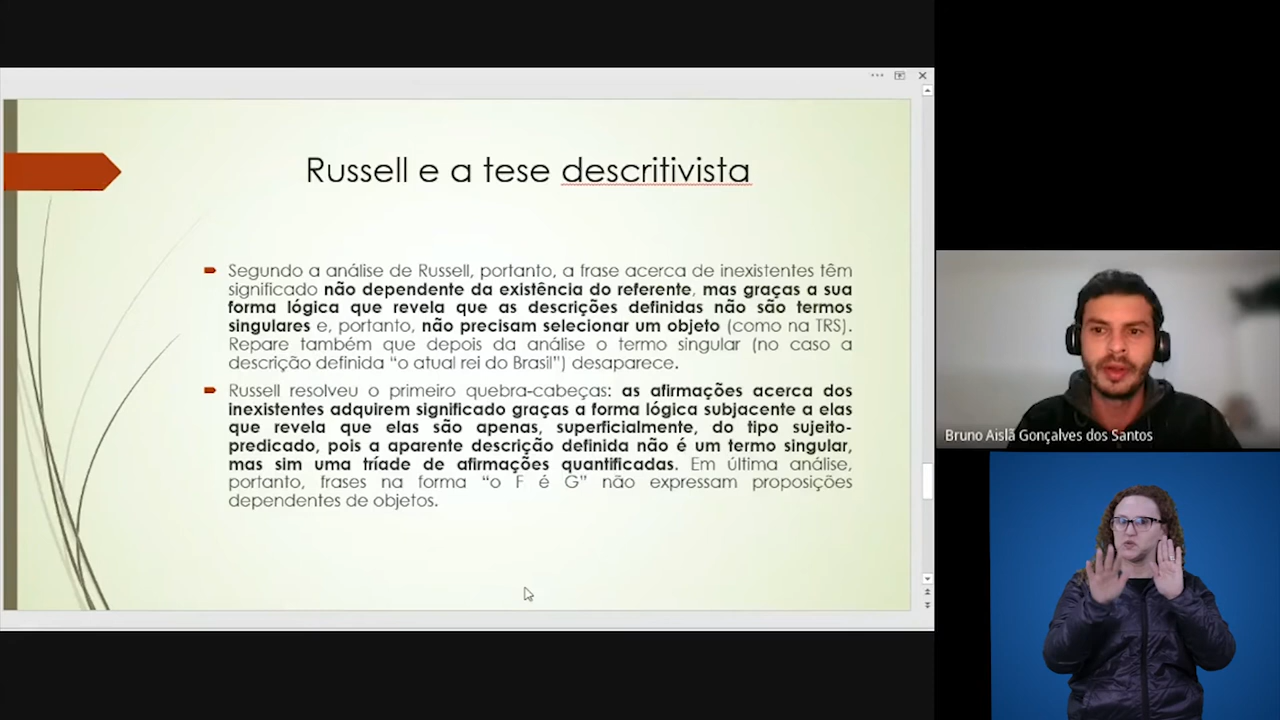 Russell e a tese descritivista
Segundo a análise de Russell, portanto, a frase acerca de inexistentes têm
significado não dependente da existência do referente, mas graças a sua
forma lógica que revela que as descrições definidas não são termos
singulares e, portanto, não precisam selecionar um objeto (como na TRS).
Repare também que depois da análise o termo singular (no caso a
descrição definida “o atual rei do Brasil”) desaparece.
Russell resolveu o primeiro quebra-cabeças: as afirmações acerca dos
inexistentes adquirem significado graças a forma lógica subjacente a elas
que revela que elas são apenas, superficialmente, do tipo sujeito-
predicado, pois a aparente descrição definida não é um termo singular,
mas sim uma tríade de afirmações quantificadas. Em última análise,
portanto, frases na forma “o F é G” não expressam proposições
dependentes de objetos.
Bruno Aislã Gonçalves dos Santos